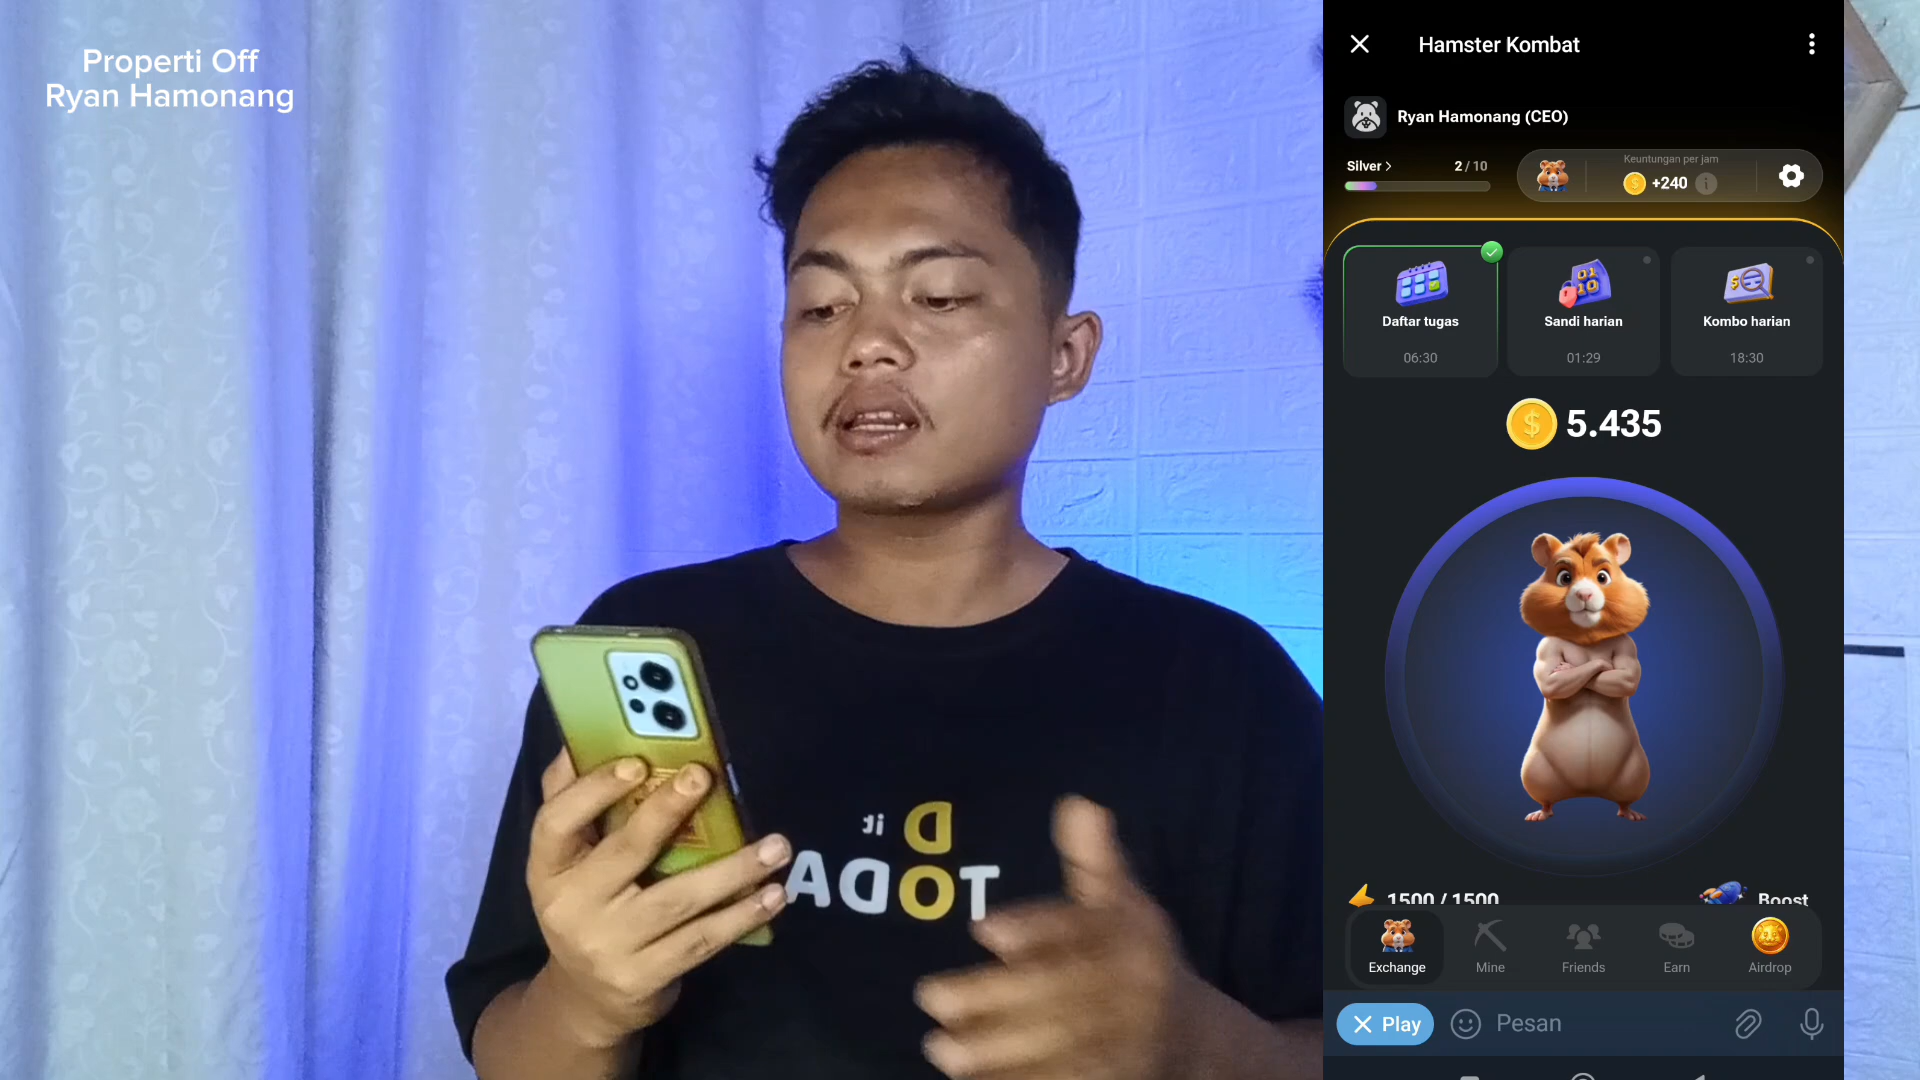 Properti Off
Ryan Hamonang
Hamster Kombat
Ryan Hamonang (CEO)
Silver
2 / 10
Keuntungan per jam
+240
Daftar tugas
06:30
Sandi harian
01:29
Kombo harian
18:30
5.435
1500 / 1500
Boost
Exchange
Mine
Friends
Earn
Airdrop
Play
Pesan
D it
TODA